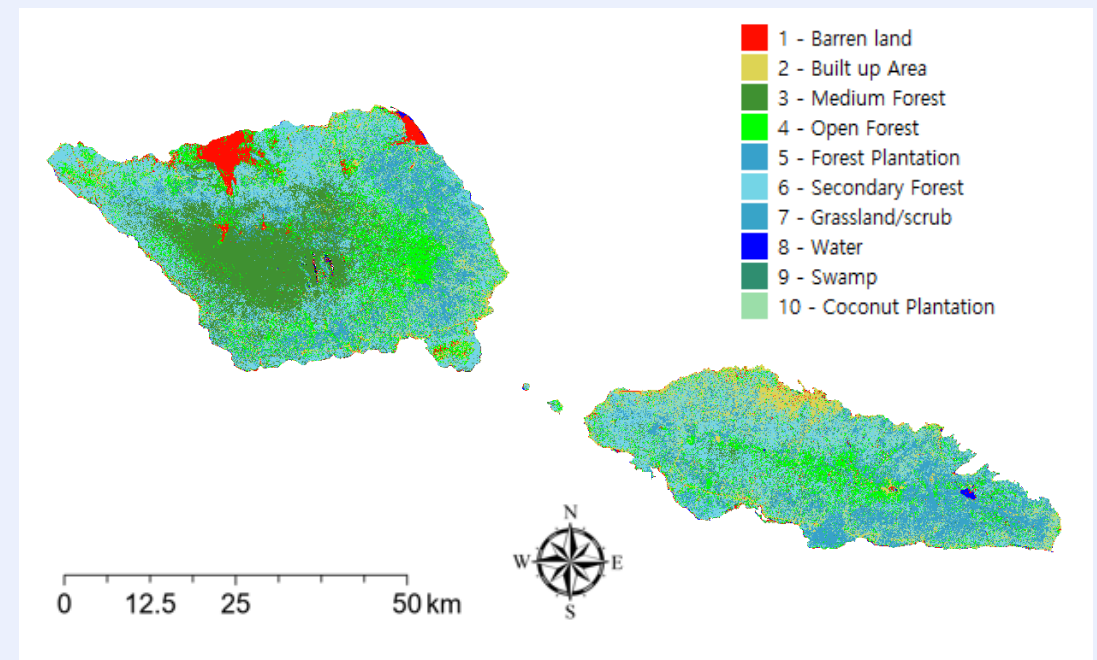 1 - Barren land
2 - Built up Area
3 - Medium Forest
4 - Open Forest
5 - Forest Plantation
6 - Secondary Forest
7 - Grassland/scrub
8 - Water
9 - Swamp
10 - Coconut Plantation
N
W E
S
0 12.5 25 50 km